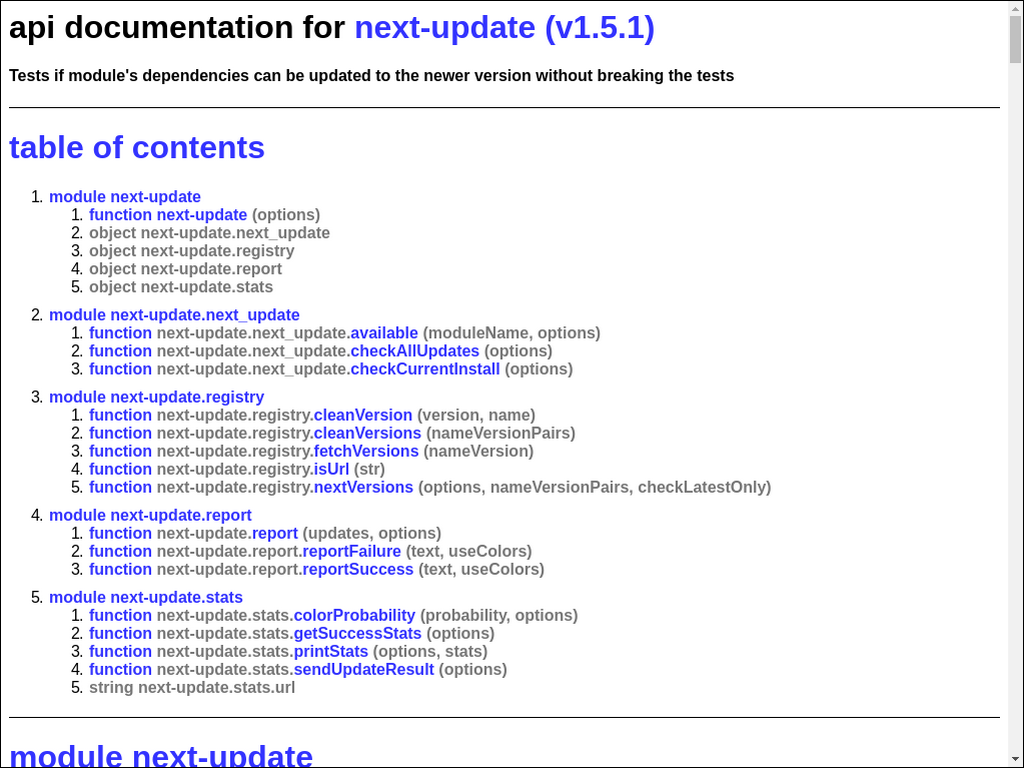 api documentation for next-update (v1.5.1)
Tests if module's dependencies can be updated to the newer version without breaking the tests
table of contents
1. module next-update
1. function next-update (options)
2. object next-update.next_update
3. object next-update.registry
4. object next-update.report
5. object next-update.stats
2. module next-update.next_update
1. function next-update.next_update.available (moduleName, options)
2. function next-update.next_update.checkAllUpdates (options)
3. function next-update.next_update.checkCurrentInstall (options)
3. module next-update.registry
1. function next-update.registry.cleanVersion (version, name)
2. function next-update.registry.cleanVersions (nameVersionPairs)
3. function next-update.registry.fetchVersions (nameVersion)
4. function next-update.registry.isUrl (str)
5. function next-update.registry.nextVersions (options, nameVersionPairs, checkLatestOnly)
4. module next-update.report
1. function next-update.report (updates, options)
2. function next-update.report.reportFailure (text, useColors)
3. function next-update.report.reportSuccess (text, useColors)
5. module next-update.stats
1. function next-update.stats.colorProbability (probability, options)
2. function next-update.stats.getSuccessStats (options)
3. function next-update.stats.printStats (options, stats)
4. function next-update.stats.sendUpdateResult (options)
5. string next-update.stats.url
module next-update